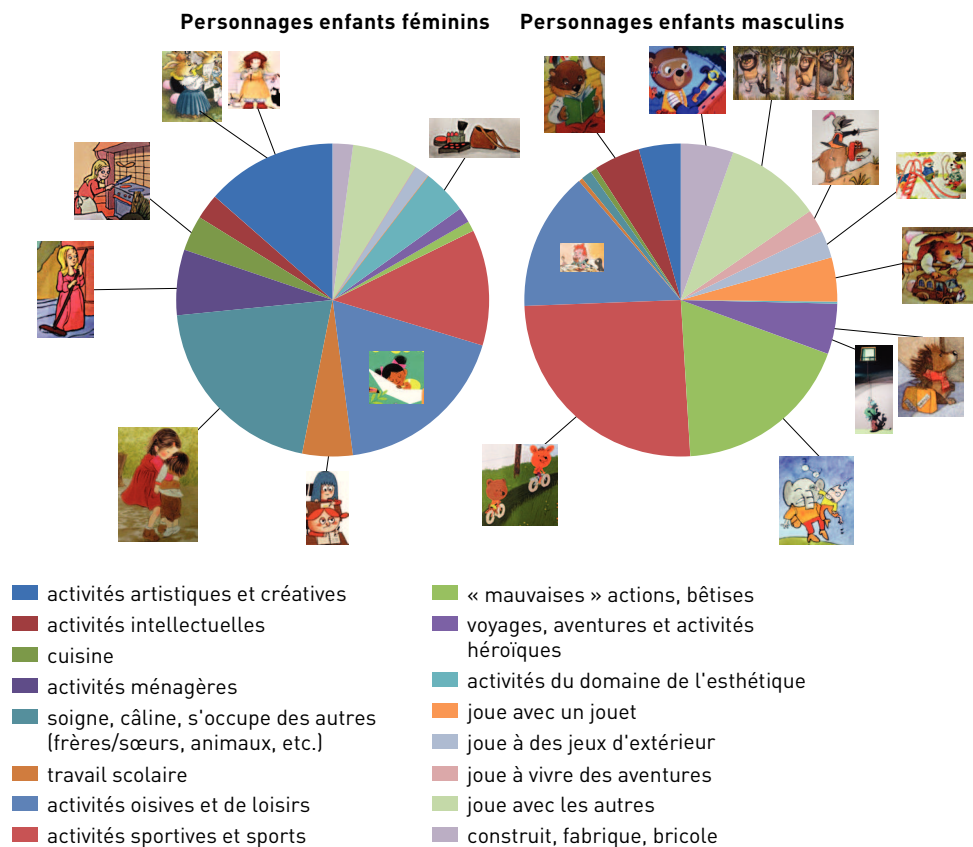 Personnages enfants féminins
Personnages enfants masculins
activités artistiques et créatives
activités intellectuelles
cuisine
activités ménagères
soigne, câline, s'occupe des autres
(frères/sœurs, animaux, etc.)
travail scolaire
activités oisives et de loisirs
activités sportives et sports
« mauvaises » actions, bêtises
voyages, aventures et activités
héroïques
activités du domaine de l'esthétique
joue avec un jouet
joue à des jeux d'extérieur
joue à vivre des aventures
joue avec les autres
construit, fabrique, bricole